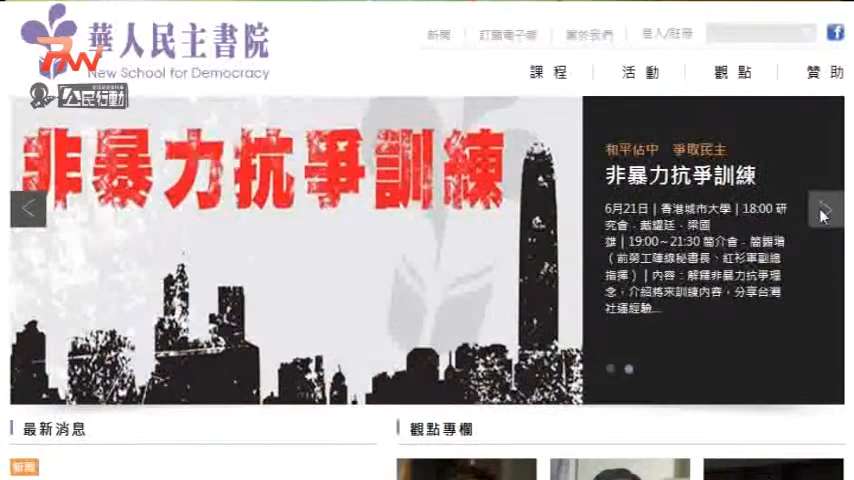 華人民主書院
New School for Democracy
公民行動
新聞
訂閱電子報
關於我們
登入/註冊
課程
活動
觀點
贊助
非暴力抗爭訓練
和平佔中 爭取民主
非暴力抗爭訓練
6月21日 | 香港城市大學 | 18:00 研
究會 - 戴耀廷、梁國
雄 | 19:00～21:30 簡介會 - 簡錫堦
（前勞工陣線秘書長、紅衫軍副總
指揮） | 內容：解釋非暴力抗爭理
念，介紹將來訓練內容，分享台灣
社運經驗...
最新消息
觀點專欄
新聞